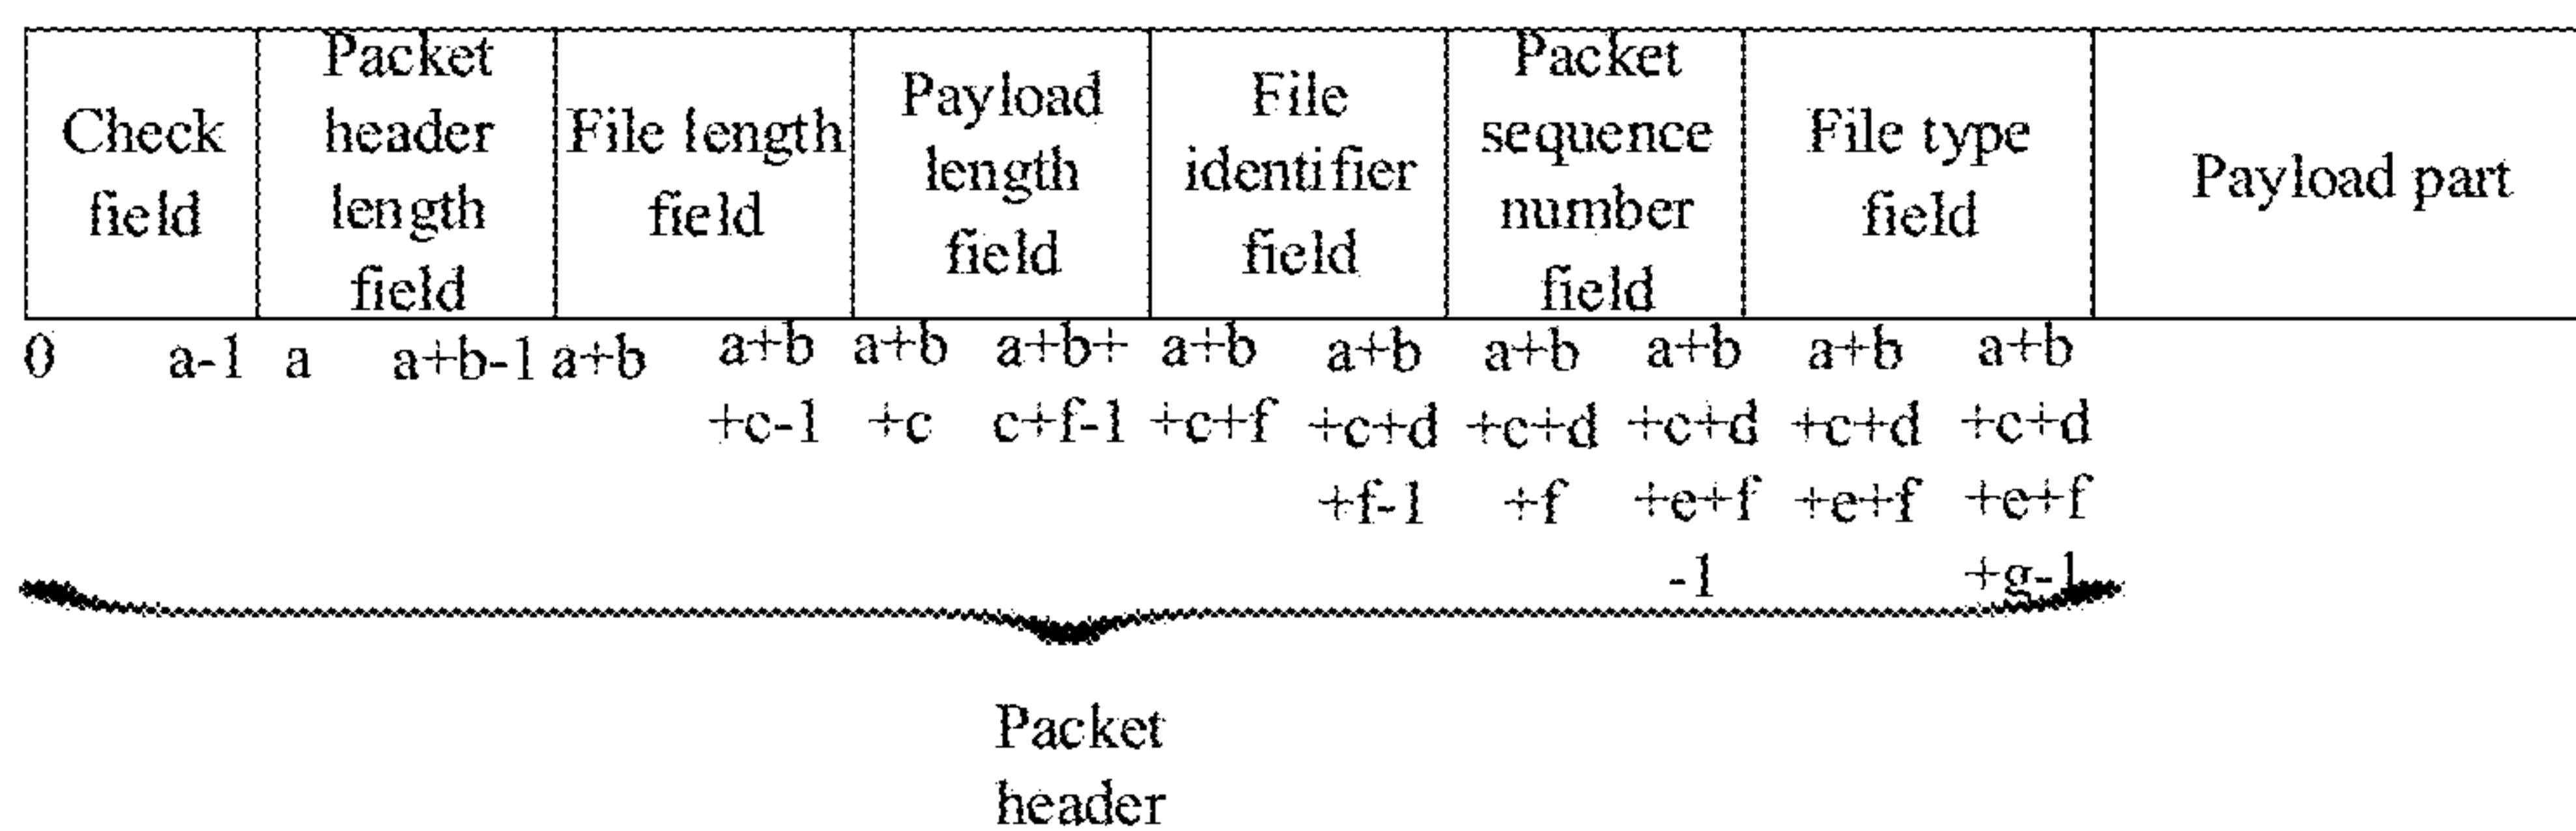 Check
field
Packet
header
length
field
File length
field
Payload
length
field
File
identifier
field
Packet
sequence
number
field
File type
field
Payload part
0
a-1
a
a+b-1
a+b
a+b
+c-1
a+b
+c
a+b+
c+f-1
a+b
+c+f
a+b
+c+d
+f-1
a+b
+c+d
+f
a+b
+c+d
+e+f
-1
a+b
+c+d
+e+f
a+b
+c+d
+e+f
+g-1
Packet
header